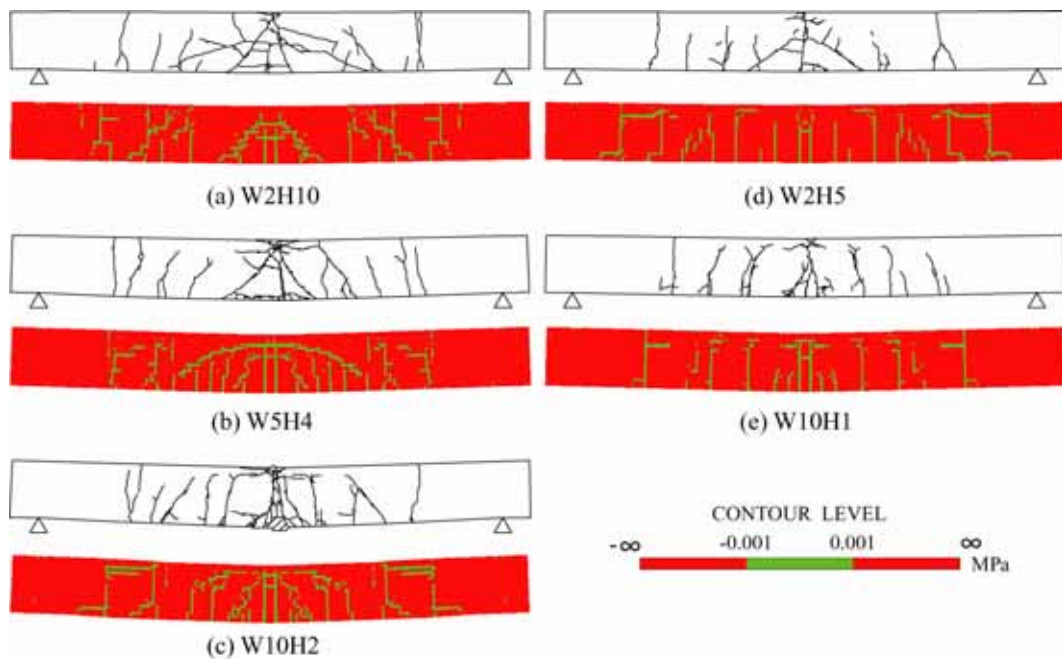 (a) W2H10
(d) W2H5
(b) W5H4
(e) W10H1
(c) W10H2
CONTOUR LEVEL
-∞ -0.001 0.001 ∞
MPa